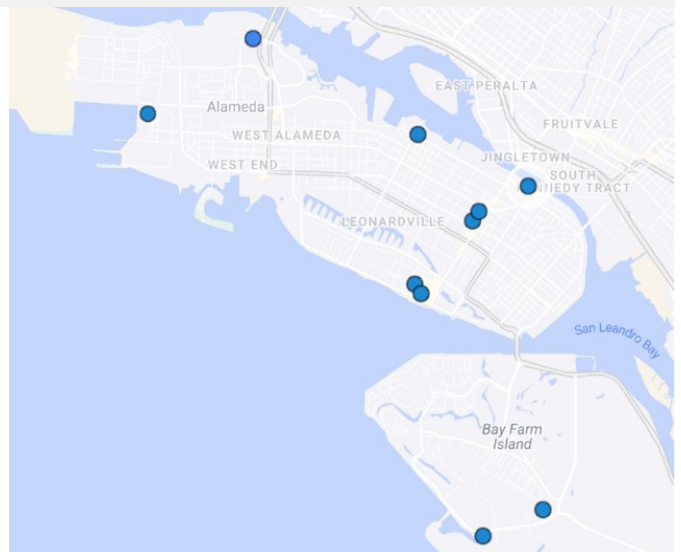 EAST PERALTA
Alameda
FRUITVALE
WEST ALAMEDA
JINGLETOWN
WEST END
SOUTH
TRACT
LEONARDVILLE
San Leandro Bay
Bay Farm
Island